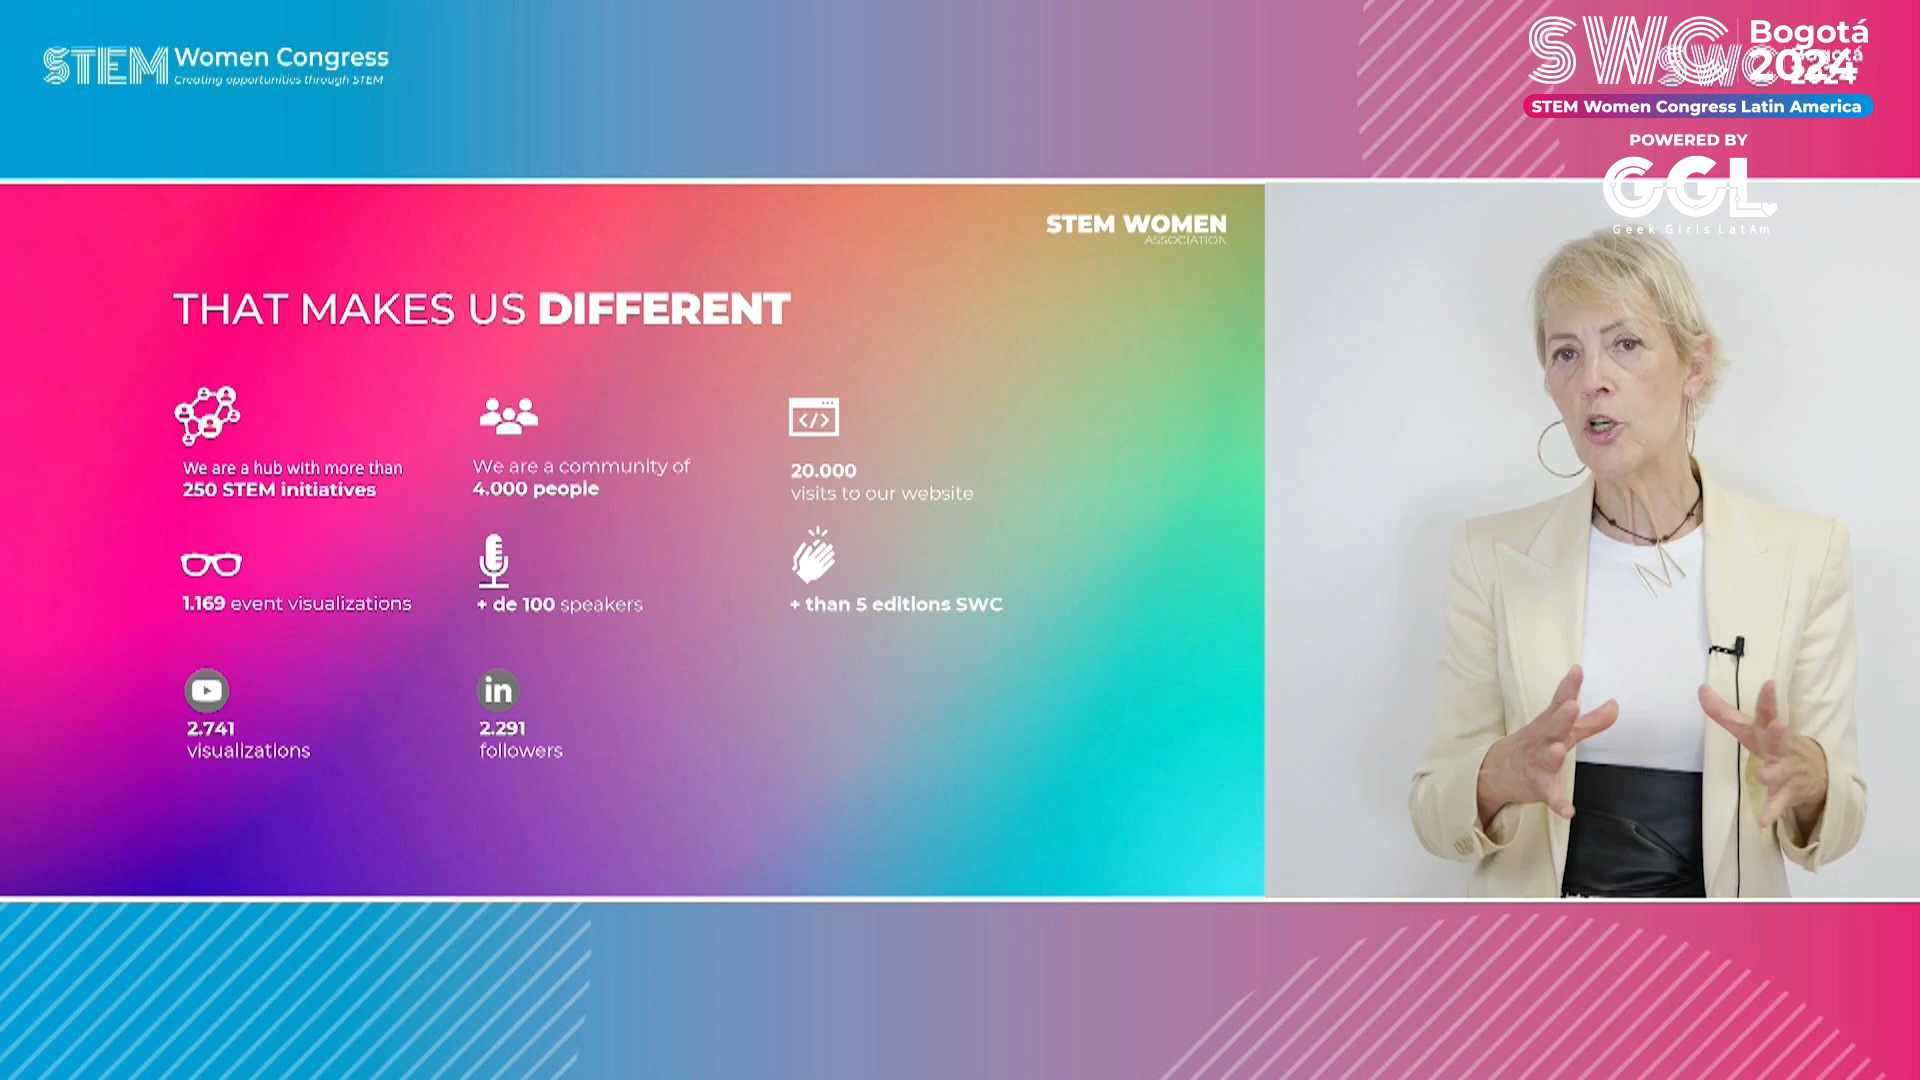 STEM Women Congress
Creating opportunities through STEM
SWC Bogotá
2024
STEM Women Congress Latin America
POWERED BY
GGL
Geek Girls LatAm
STEM WOMEN
ASSOCIATION
THAT MAKES US DIFFERENT
We are a hub with more than
250 STEM initiatives
We are a community of
4.000 people
20.000
visits to our website
1.169 event visualizations
+ de 100 speakers
+ than 5 editions SWC
2.741
visualizations
in
2.291
followers